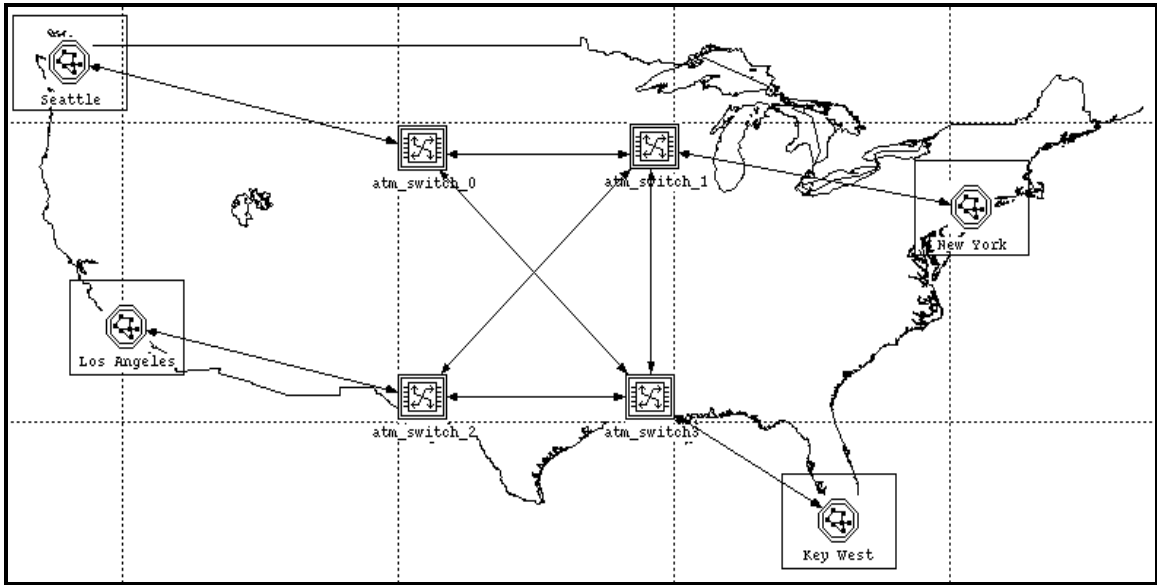 Seattle
atm_switch_0
atm_switch_1
New York
Los Angeles
atm_switch_2
atm_switch3
Key West